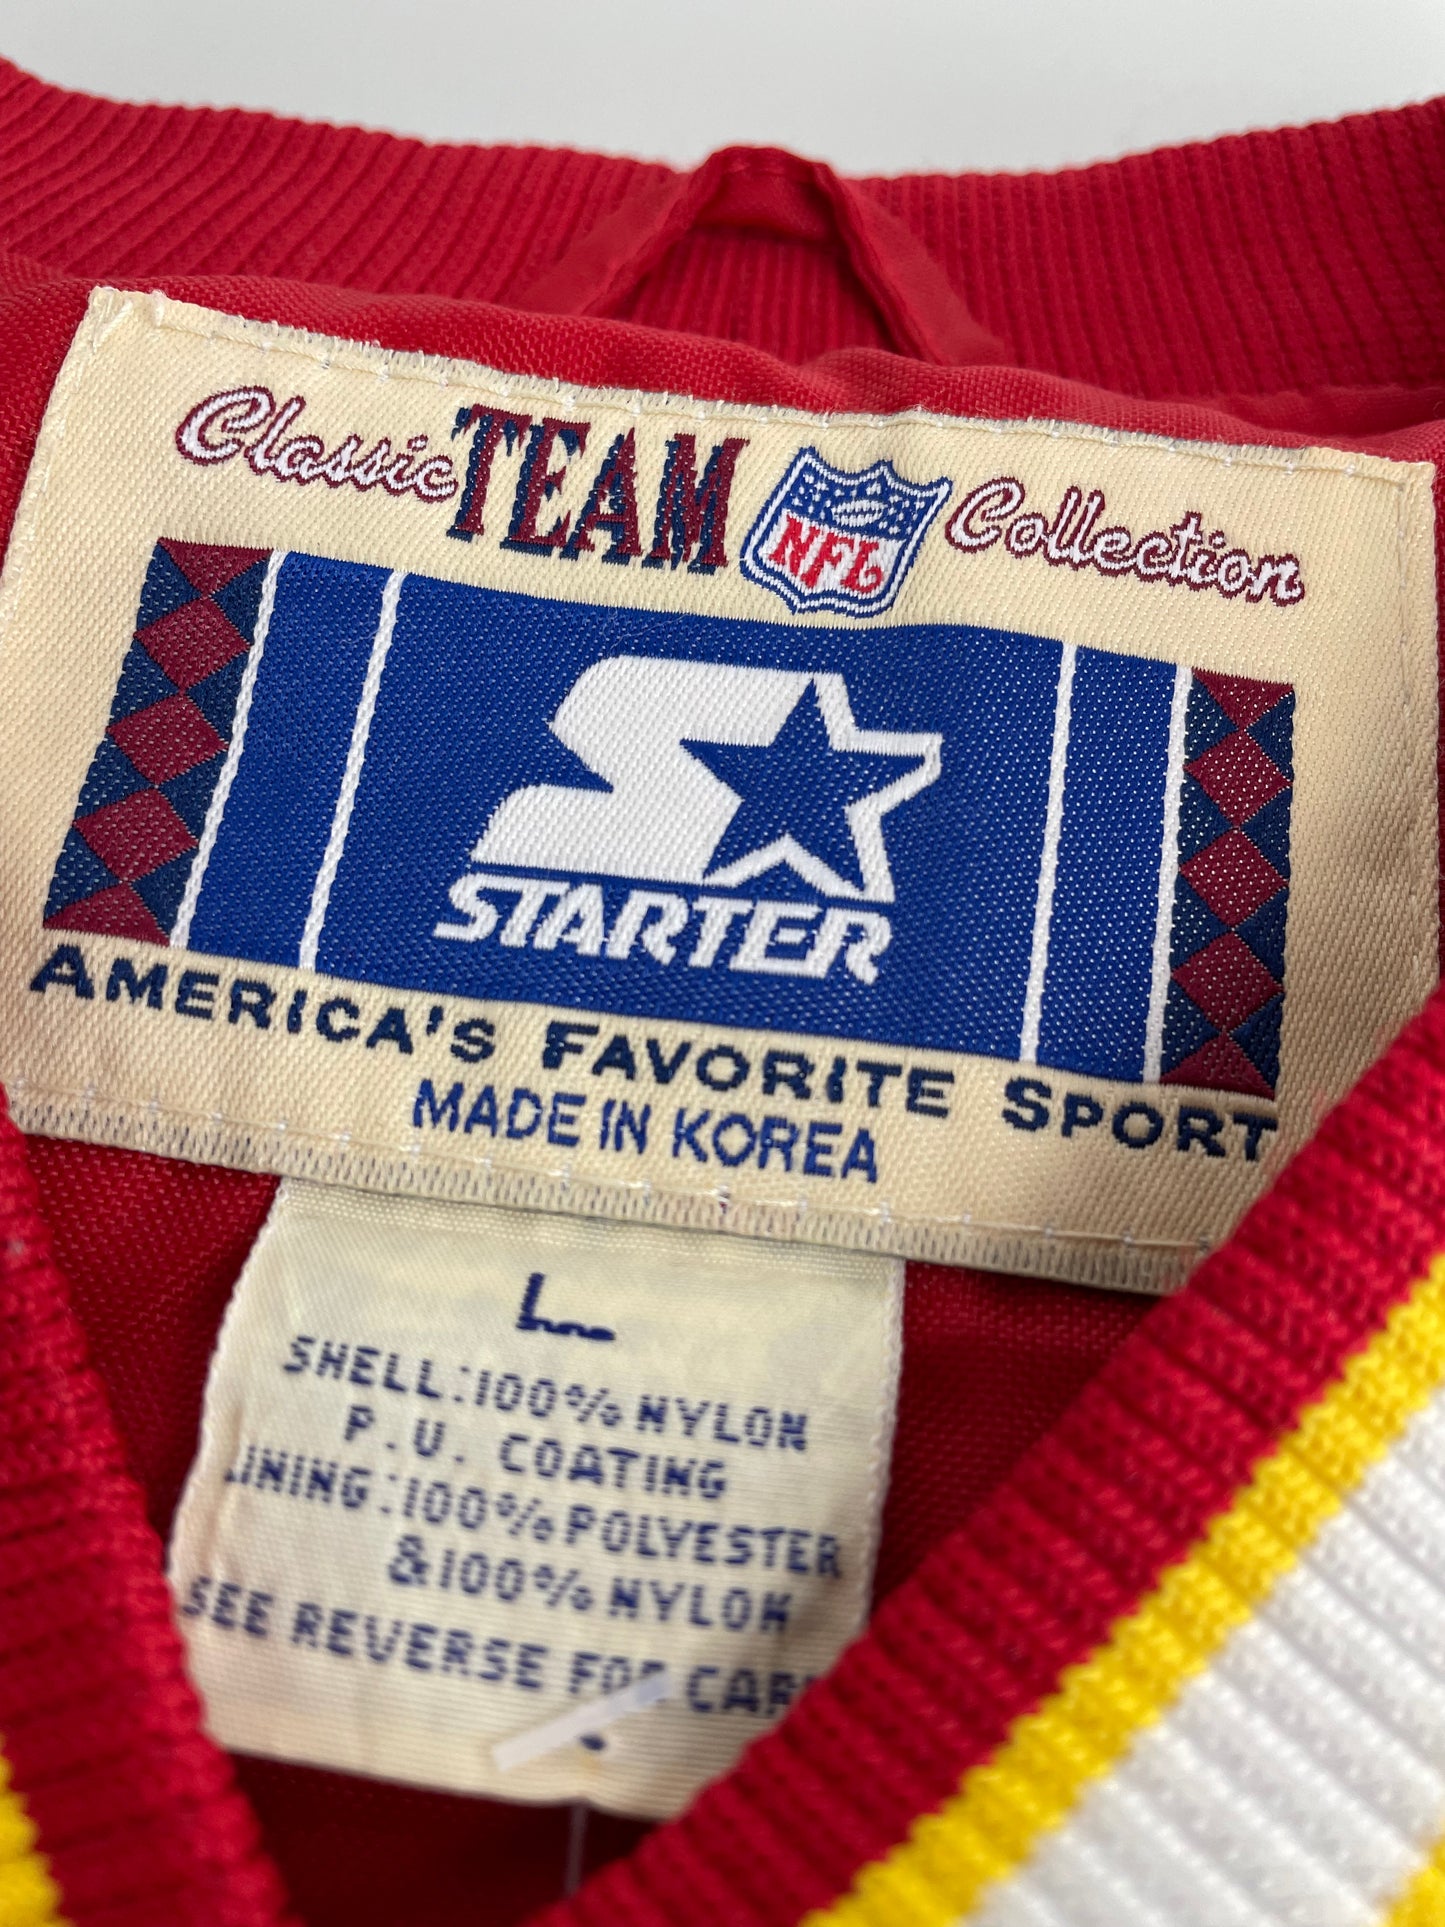 Classic TEAM NFL Collection
STARTER
AMERICA'S FAVORITE SPORT
MADE IN KOREA
L
SHELL:100% NYLON
P.U. COATING
LINING:100% POLYESTER
&100% NYLON
SEE REVERSE FOR CARE